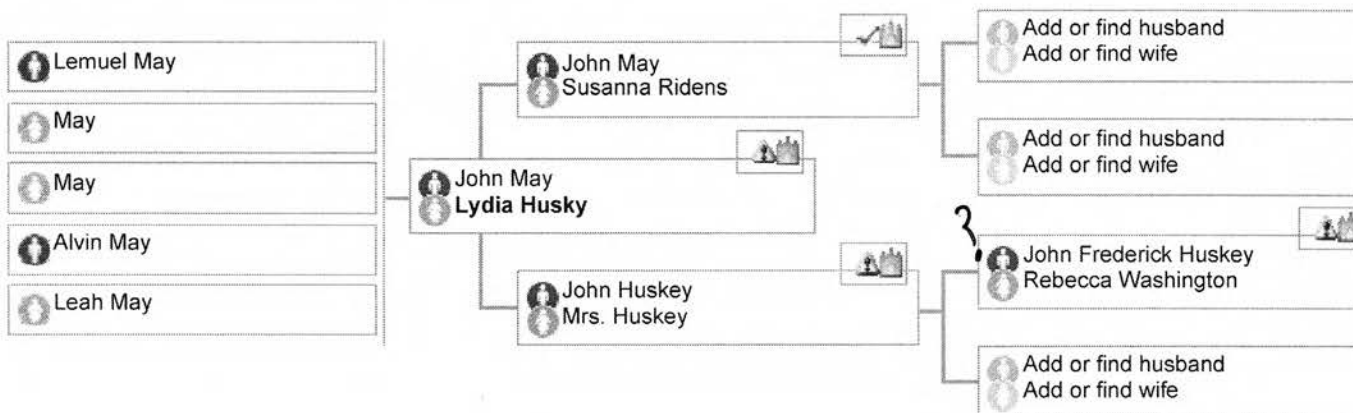 Lemuel May
May
May
Alvin May
Leah May
John May
Lydia Husky
John May
Susanna Ridens
John Huskey
Mrs. Huskey
Add or find husband
Add or find wife
Add or find husband
Add or find wife
?
John Frederick Huskey
Rebecca Washington
Add or find husband
Add or find wife